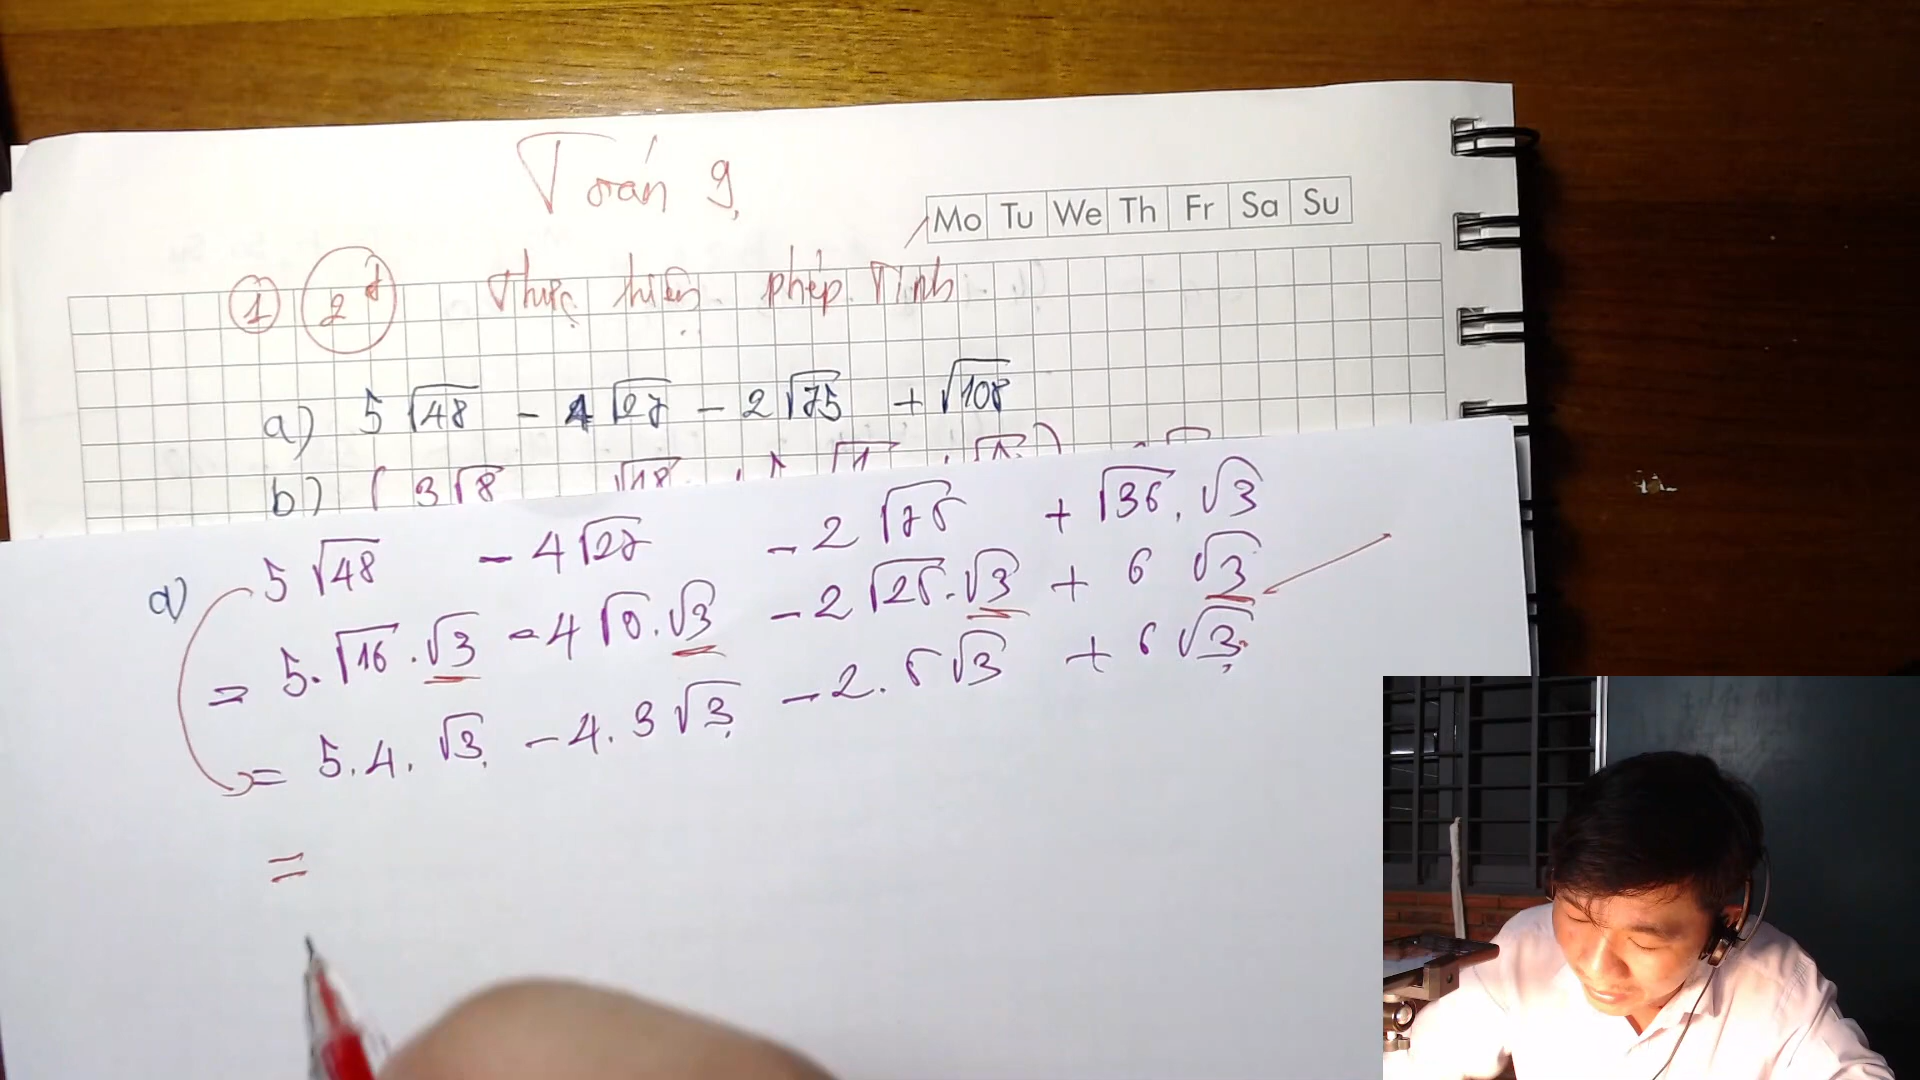 Toán 9
Mo Tu We Th Fr Sa Su
① 2đ Thực hiện phép tính
a) 5√48 - 4√27 - 2√75 + √108
b) ( 3√8 √18
a) 5√48 - 4√27 - 2√75 + √36.√3
= 5.√16.√3 - 4√9.√3 - 2√25.√3 + 6√3
= 5.4.√3 - 4.3√3 - 2.5√3 + 6√3
=